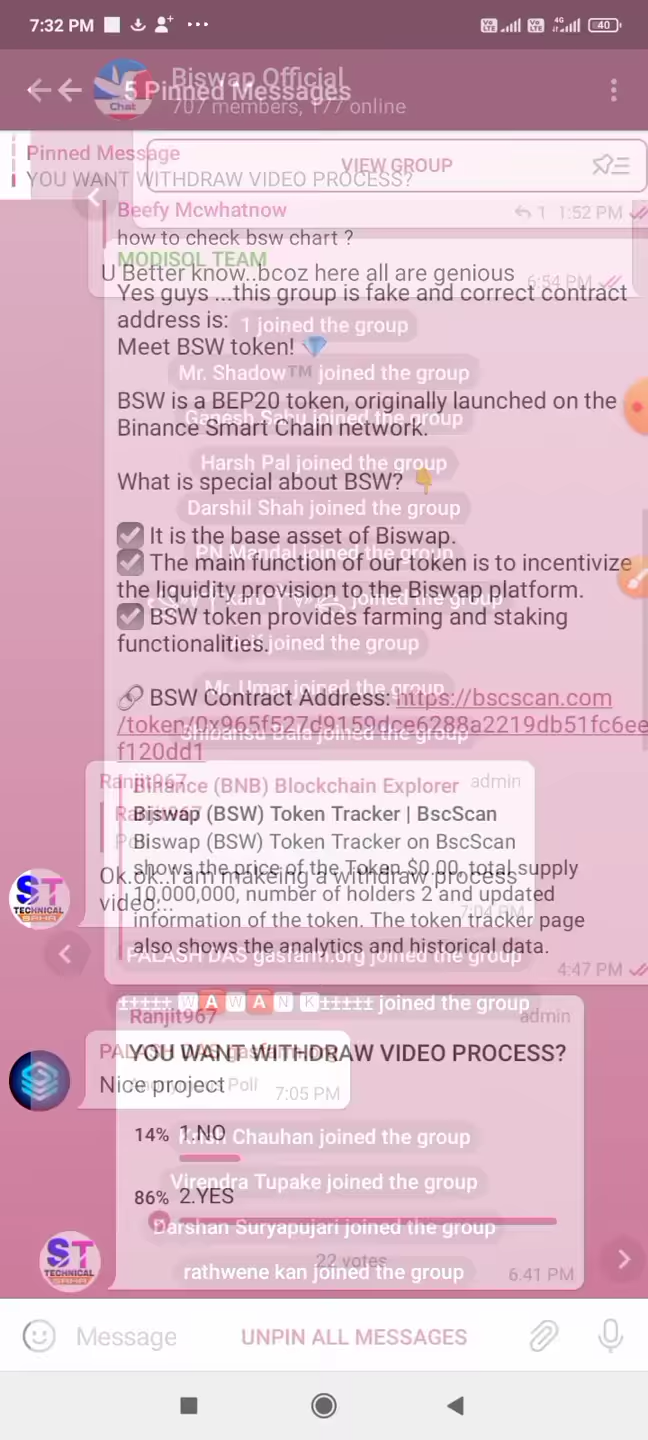 7:32 PM
40
Biswap Official
5 Pinned Messages
707 members, 177 online
Pinned Message
YOU WANT WITHDRAW VIDEO PROCESS?
VIEW GROUP
Beefy Mcwhatnow
1 1:52 PM
how to check bsw chart ?
MODISOL TEAM
U Better know..bcoz here all are genious
6:54 PM
Yes guys ...this group is fake and correct contract
address is:
1 joined the group
Meet BSW token! 💎
Mr. Shadow™ joined the group
BSW is a BEP20 token, originally launched on the
Ganesh Sahu joined the group
Binance Smart Chain network.
Harsh Pal joined the group
What is special about BSW? 👇
Darshil Shah joined the group
☑ It is the base asset of Biswap.
PN Mandal joined the group
☑ The main function of our token is to incentivize
the liquidity provision to the Biswap platform.
joined the group
☑ BSW token provides farming and staking
functionalities.
joined the group
Mr. Umar joined the group
🔗 BSW Contract Address: https://bscscan.com
/token/0x965f527d9159dce6288a2219db51fc6ee
f120dd1
Shibansu Bala joined the group
Ranjit967 admin
Binance (BNB) Blockchain Explorer
Ranjit967
Biswap (BSW) Token Tracker | BscScan
Biswap (BSW) Token Tracker on BscScan
shows the price of the Token $0.00, total supply
10,000,000, number of holders 2 and updated
information of the token. The token tracker page
also shows the analytics and historical data.
4:47 PM
Ok.ok..i am makeing a withdraw process
video...
7:04 PM
PALASH DAS gasfarm.org joined the group
WAWANK joined the group
Ranjit967 admin
YOU WANT WITHDRAW VIDEO PROCESS?
Poll
PALASH DAS gasfarm.org
Nice project
7:05 PM
14% 1.NO
Krish Chauhan joined the group
Virendra Tupake joined the group
86% 2.YES
Darshan Suryapujari joined the group
22 votes
rathwene kan joined the group
6:41 PM
Message
UNPIN ALL MESSAGES